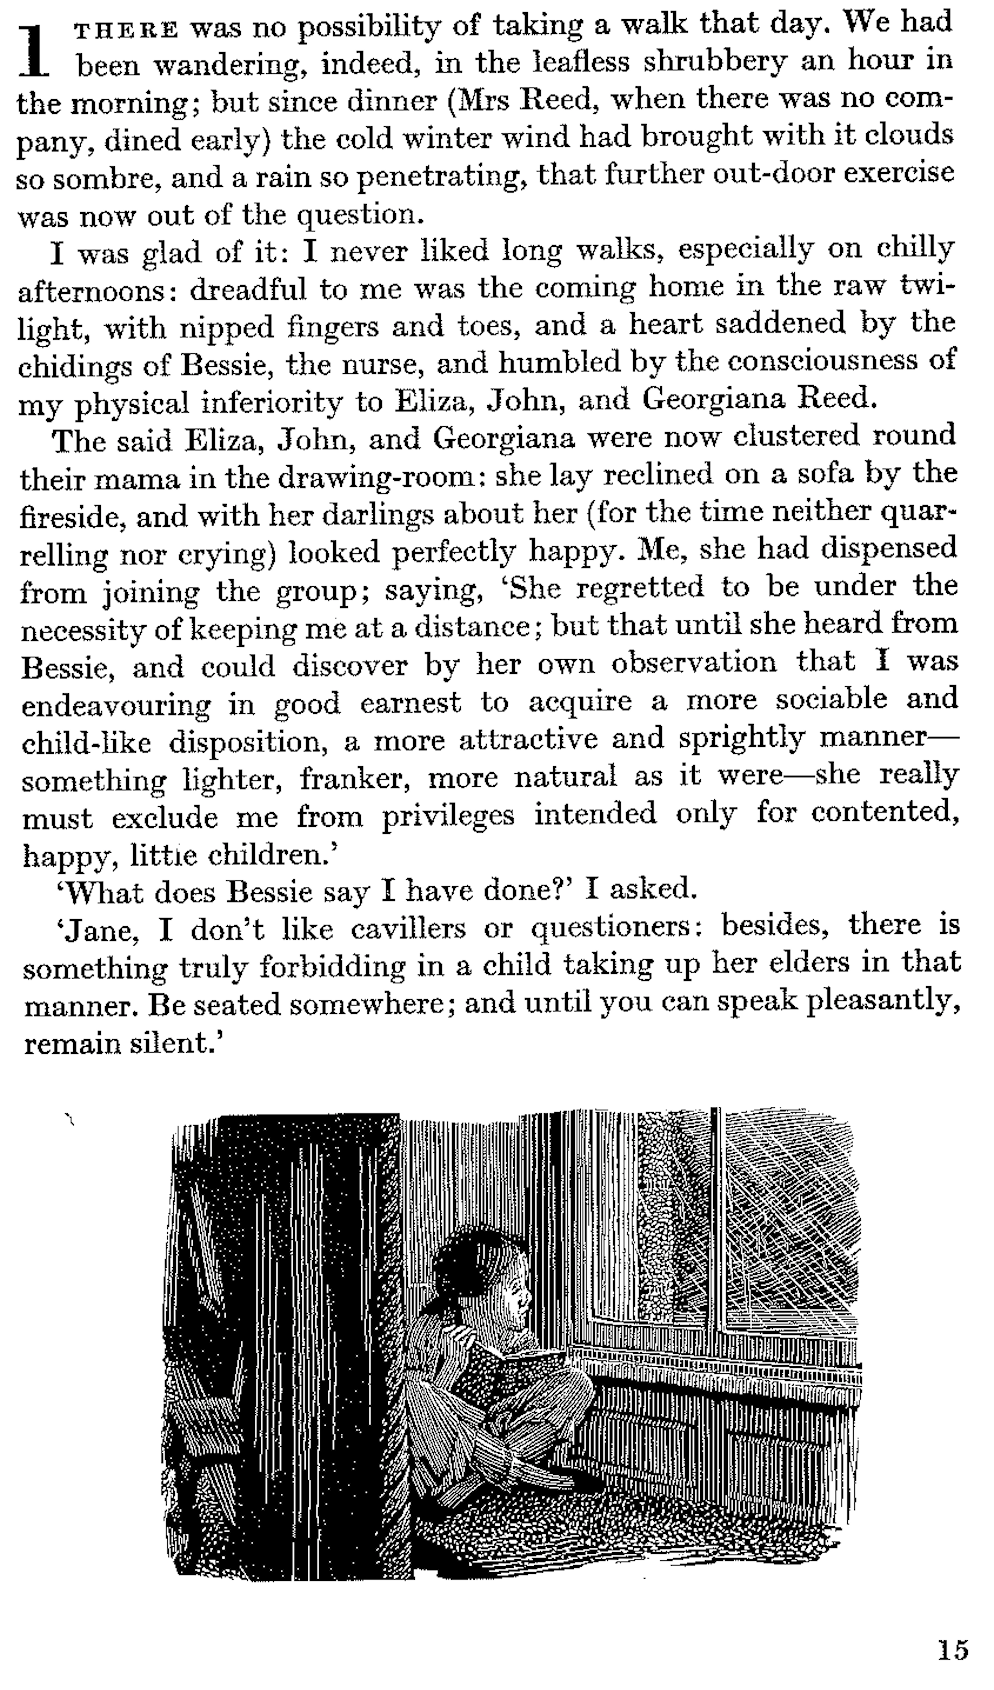 1 THERE was no possibility of taking a walk that day. We had
been wandering, indeed, in the leafless shrubbery an hour in
the morning; but since dinner (Mrs Reed, when there was no com-
pany, dined early) the cold winter wind had brought with it clouds
so sombre, and a rain so penetrating, that further out-door exercise
was now out of the question.
I was glad of it: I never liked long walks, especially on chilly
afternoons: dreadful to me was the coming home in the raw twi-
light, with nipped fingers and toes, and a heart saddened by the
chidings of Bessie, the nurse, and humbled by the consciousness of
my physical inferiority to Eliza, John, and Georgiana Reed.
The said Eliza, John, and Georgiana were now clustered round
their mama in the drawing-room: she lay reclined on a sofa by the
fireside, and with her darlings about her (for the time neither quar-
relling nor crying) looked perfectly happy. Me, she had dispensed
from joining the group; saying, ‘She regretted to be under the
necessity of keeping me at a distance; but that until she heard from
Bessie, and could discover by her own observation that I was
endeavouring in good earnest to acquire a more sociable and
child-like disposition, a more attractive and sprightly manner—
something lighter, franker, more natural as it were—she really
must exclude me from privileges intended only for contented,
happy, little children.’
‘What does Bessie say I have done?’ I asked.
‘Jane, I don’t like cavillers or questioners: besides, there is
something truly forbidding in a child taking up her elders in that
manner. Be seated somewhere; and until you can speak pleasantly,
remain silent.’
15